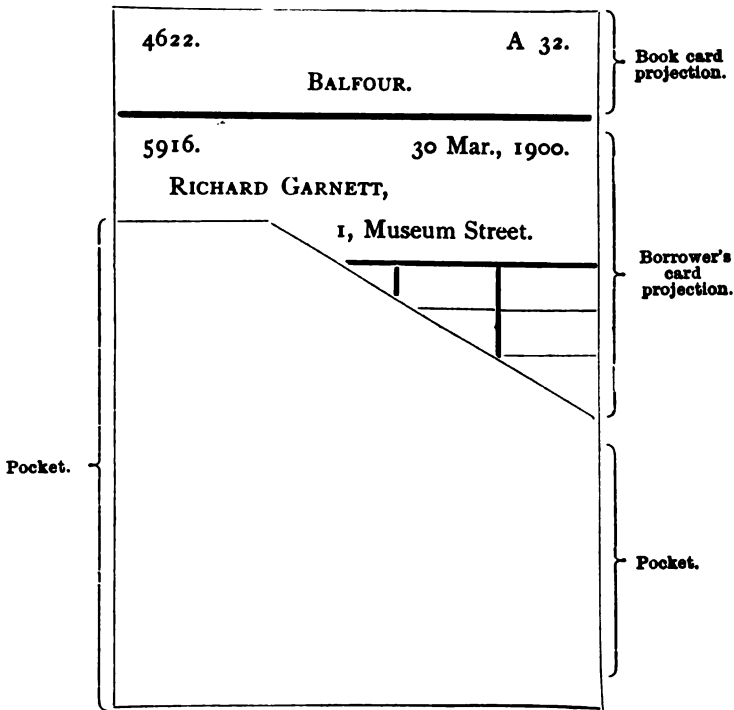 4622. A 32.
BALFOUR.
5916. 30 Mar., 1900.
RICHARD GARNETT,
1, Museum Street.
Book card
projection.
Borrower's
card
projection.
Pocket.
Pocket.